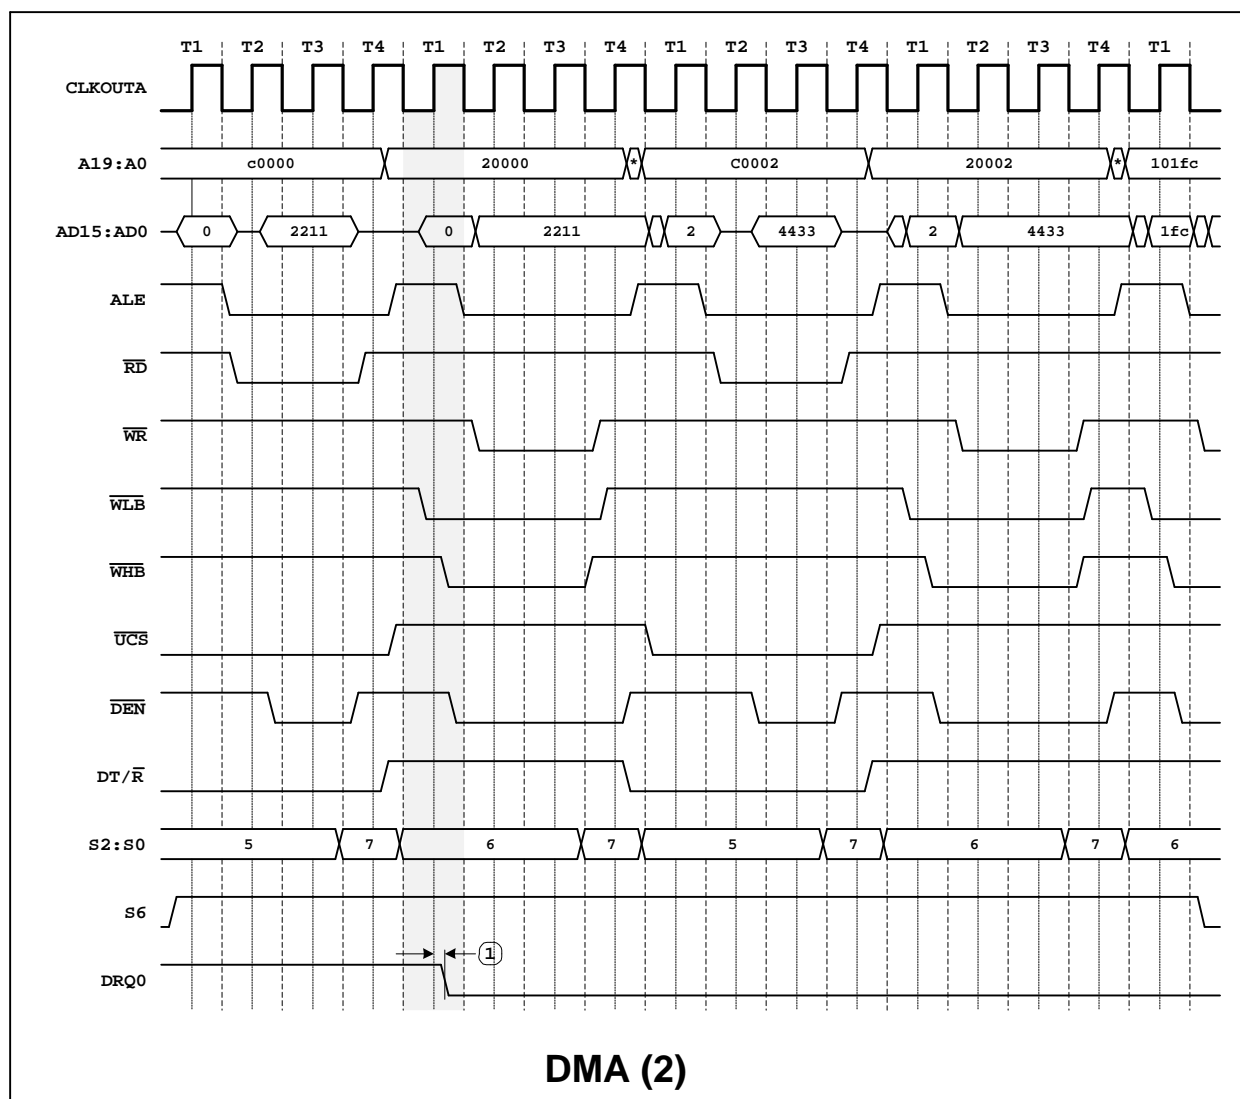 T1 T2 T3 T4 T1 T2 T3 T4 T1 T2 T3 T4 T1 T2 T3 T4 T1
CLKOUTA
A19:A0 c0000 20000 * C0002 20002 * 101fc
AD15:AD0 0 2211 0 2211 2 4433 2 4433 1fc
ALE
RD
WR
WLB
WHB
UCS
DEN
DT/R
S2:S0 5 7 6 7 5 7 6 7 6
S6
1
DRQ0
DMA (2)